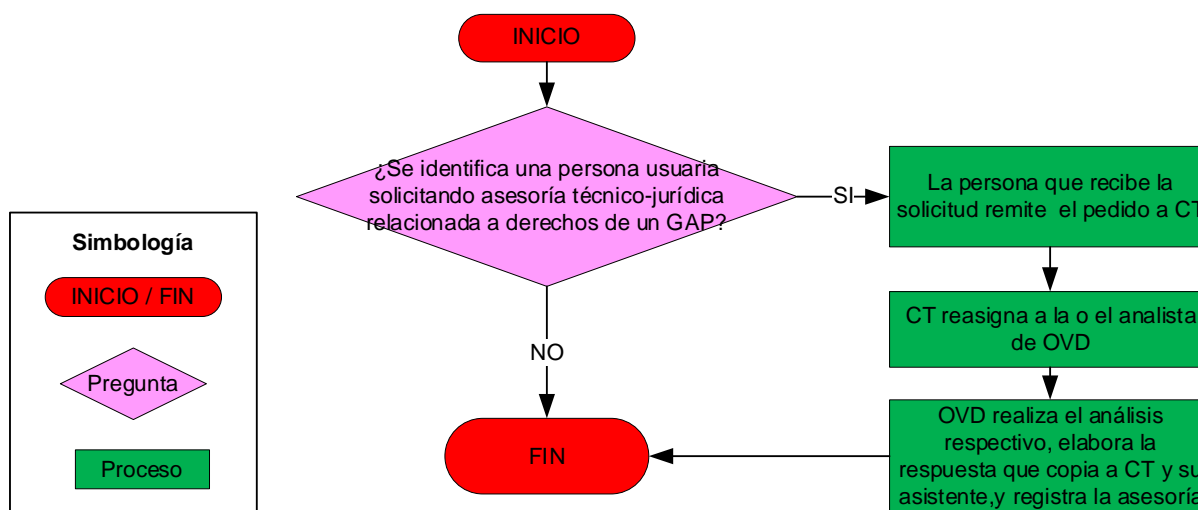 INICIO
¿Se identifica una persona usuaria
solicitando asesoría técnico-jurídica
relacionada a derechos de un GAP?
SI
La persona que recibe la
solicitud remite el pedido a CT
CT reasigna a la o el analista
de OVD
OVD realiza el análisis
respectivo, elabora la
respuesta que copia a CT y su
asistente,y registra la asesoría
NO
FIN
Simbología
INICIO / FIN
Pregunta
Proceso